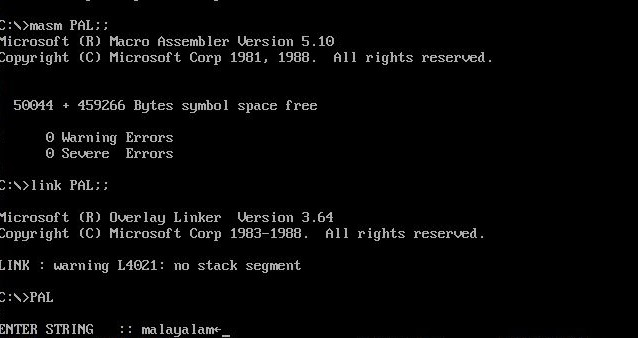 C:\>masm PAL;;
Microsoft (R) Macro Assembler Version 5.10
Copyright (C) Microsoft Corp 1981, 1988.  All rights reserved.
50044 + 459266 Bytes symbol space free
0 Warning Errors
0 Severe  Errors
C:\>link PAL;;
Microsoft (R) Overlay Linker  Version 3.64
Copyright (C) Microsoft Corp 1983-1988.  All rights reserved.
LINK : warning L4021: no stack segment
C:\>PAL
ENTER STRING   :: malayalam←_